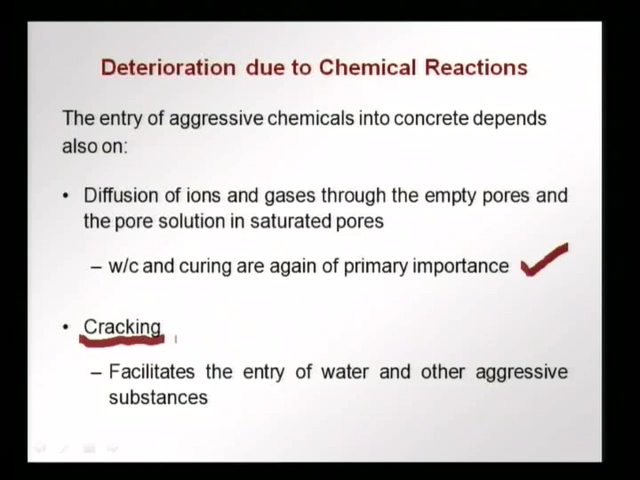 Deterioration due to Chemical Reactions
The entry of aggressive chemicals into concrete depends
also on:
• Diffusion of ions and gases through the empty pores and
the pore solution in saturated pores
– w/c and curing are again of primary importance
• Cracking
– Facilitates the entry of water and other aggressive
substances